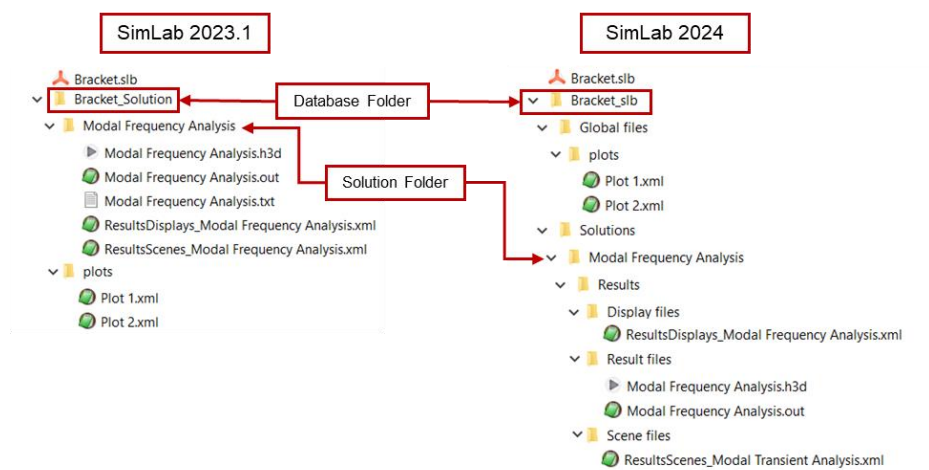 SimLab 2023.1
Bracket.slb
Bracket_Solution
Modal Frequency Analysis
Modal Frequency Analysis.h3d
Modal Frequency Analysis.out
Modal Frequency Analysis.txt
ResultsDisplays_Modal Frequency Analysis.xml
ResultsScenes_Modal Frequency Analysis.xml
plots
Plot 1.xml
Plot 2.xml
Database Folder
Solution Folder
SimLab 2024
Bracket.slb
Bracket_slb
Global files
plots
Plot 1.xml
Plot 2.xml
Solutions
Modal Frequency Analysis
Results
Display files
ResultsDisplays_Modal Frequency Analysis.xml
Result files
Modal Frequency Analysis.h3d
Modal Frequency Analysis.out
Scene files
ResultsScenes_Modal Transient Analysis.xml